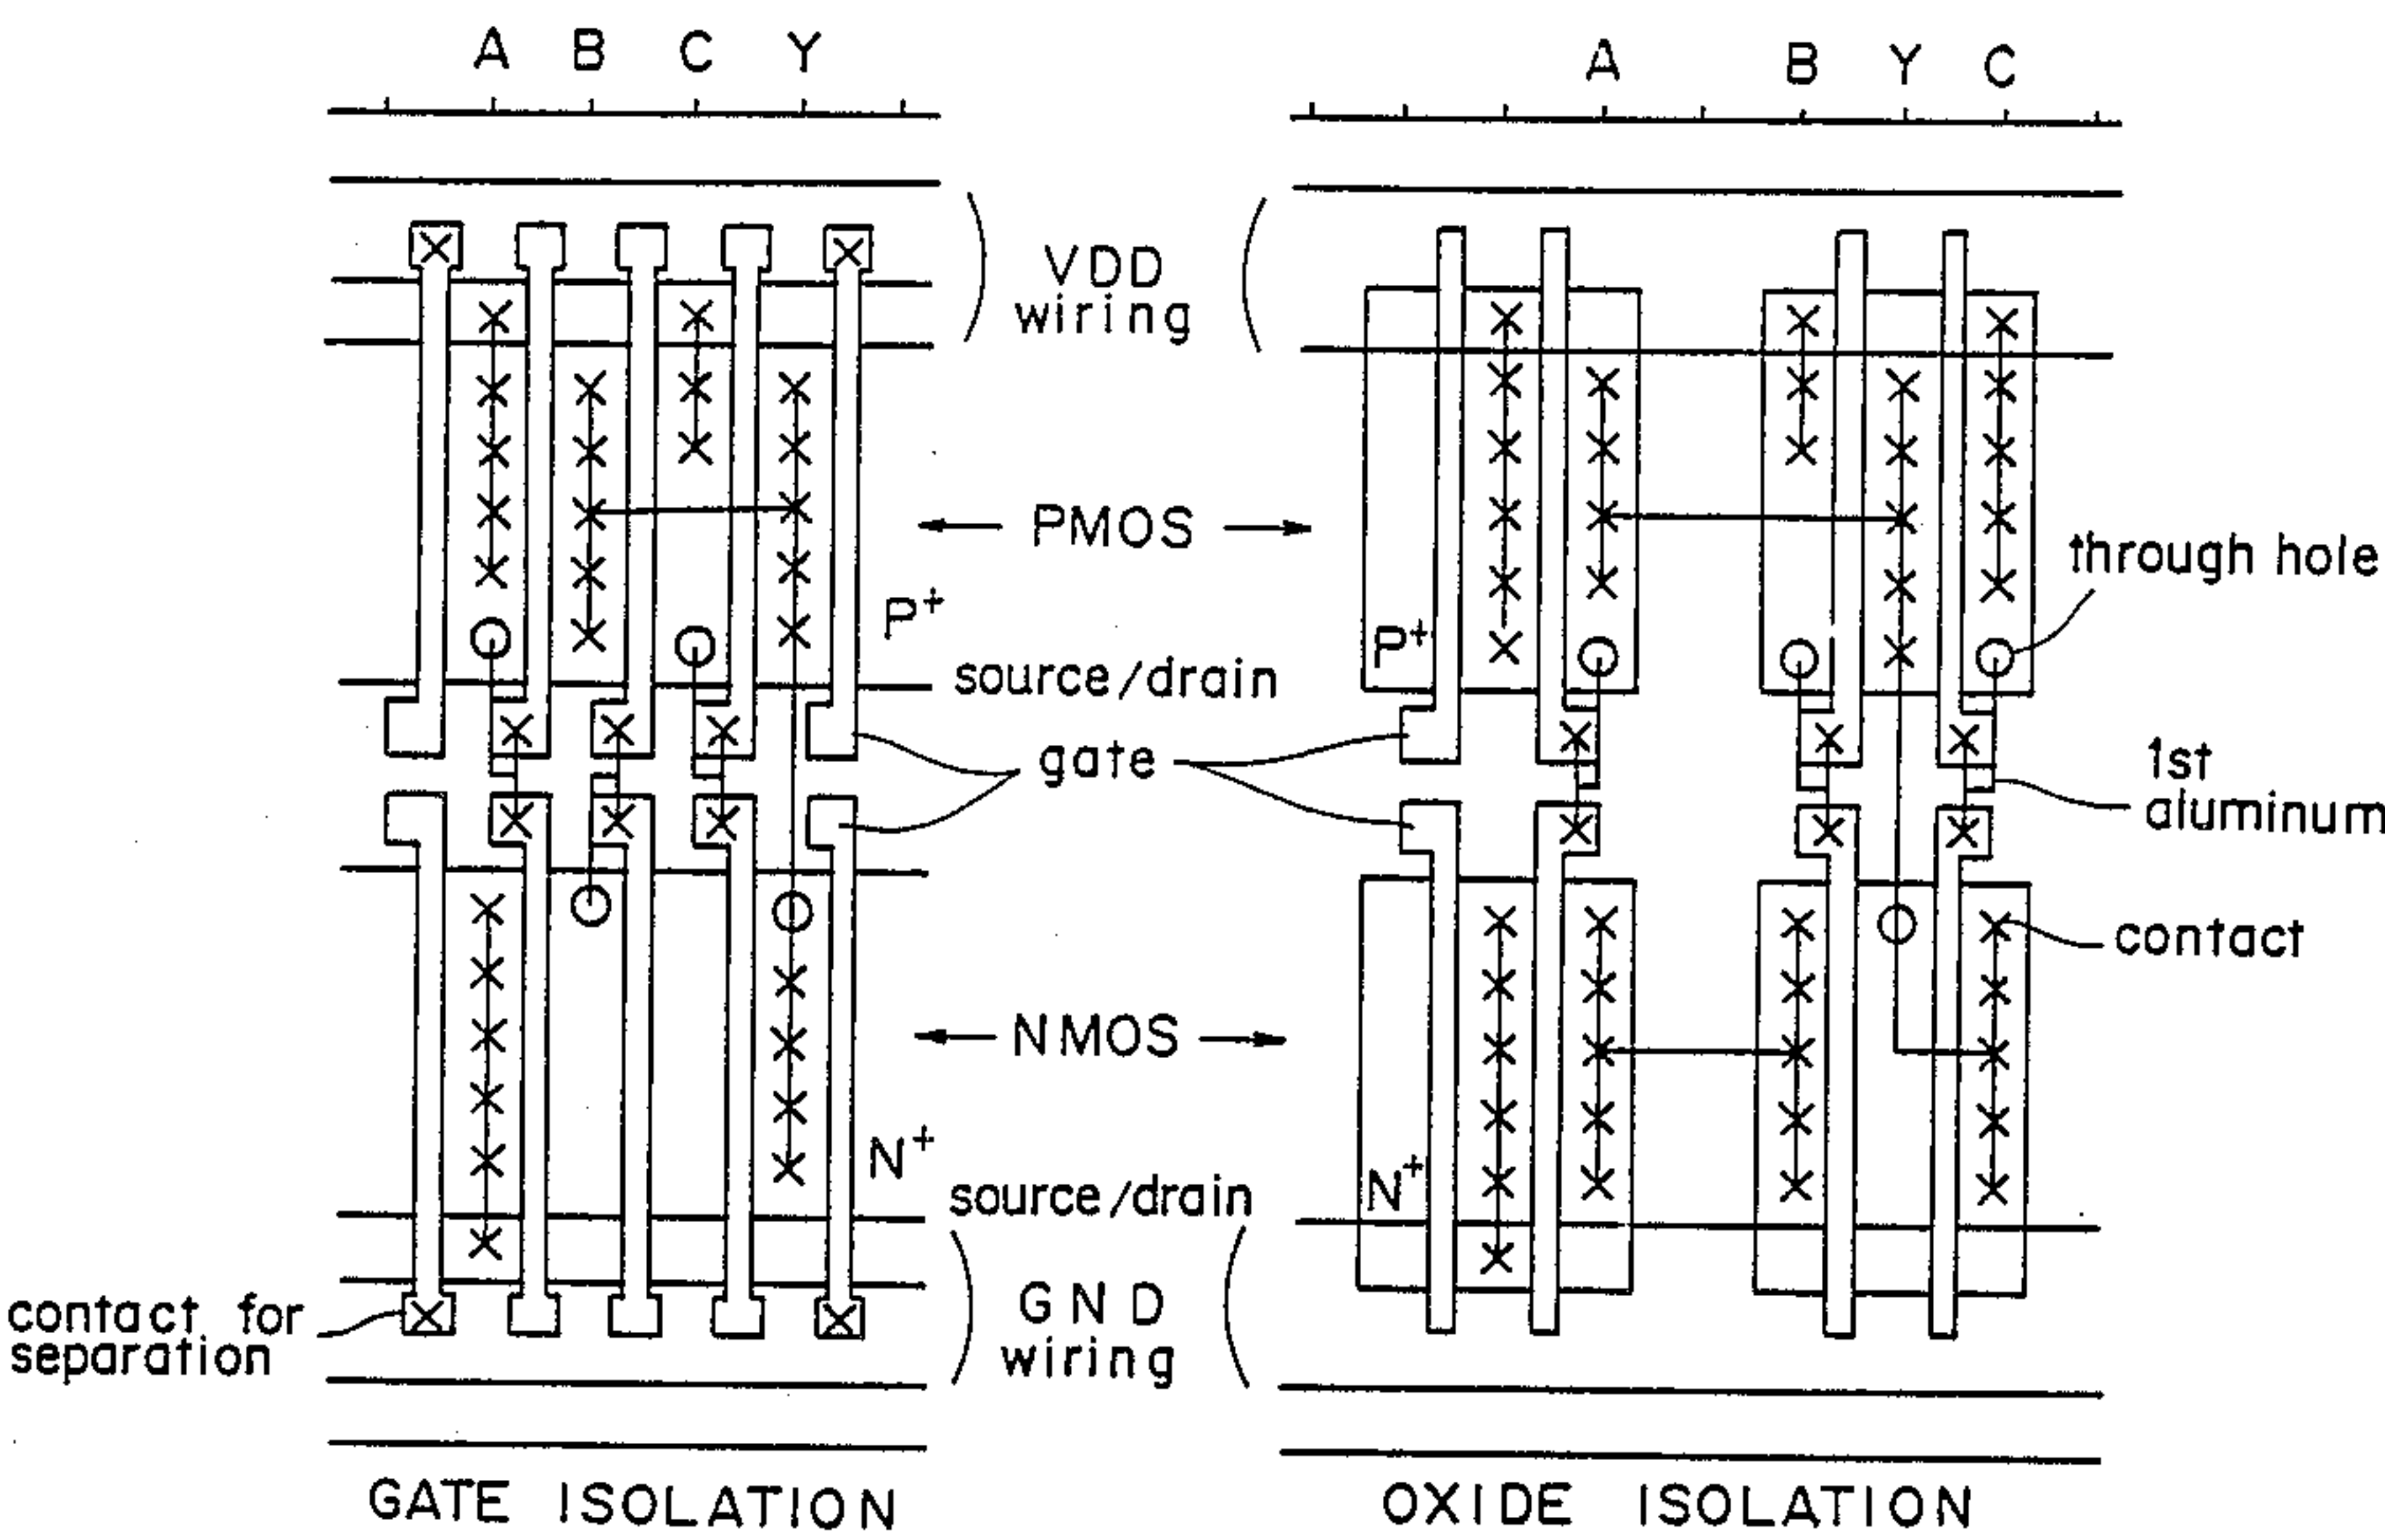 A B C Y
A B Y C
VDD
wiring
PMOS
through hole
P+
P+
source/drain
gate
1st
aluminum
contact
NMOS
N+
N+
source/drain
contact for
separation
GND
wiring
GATE ISOLATION
OXIDE ISOLATION